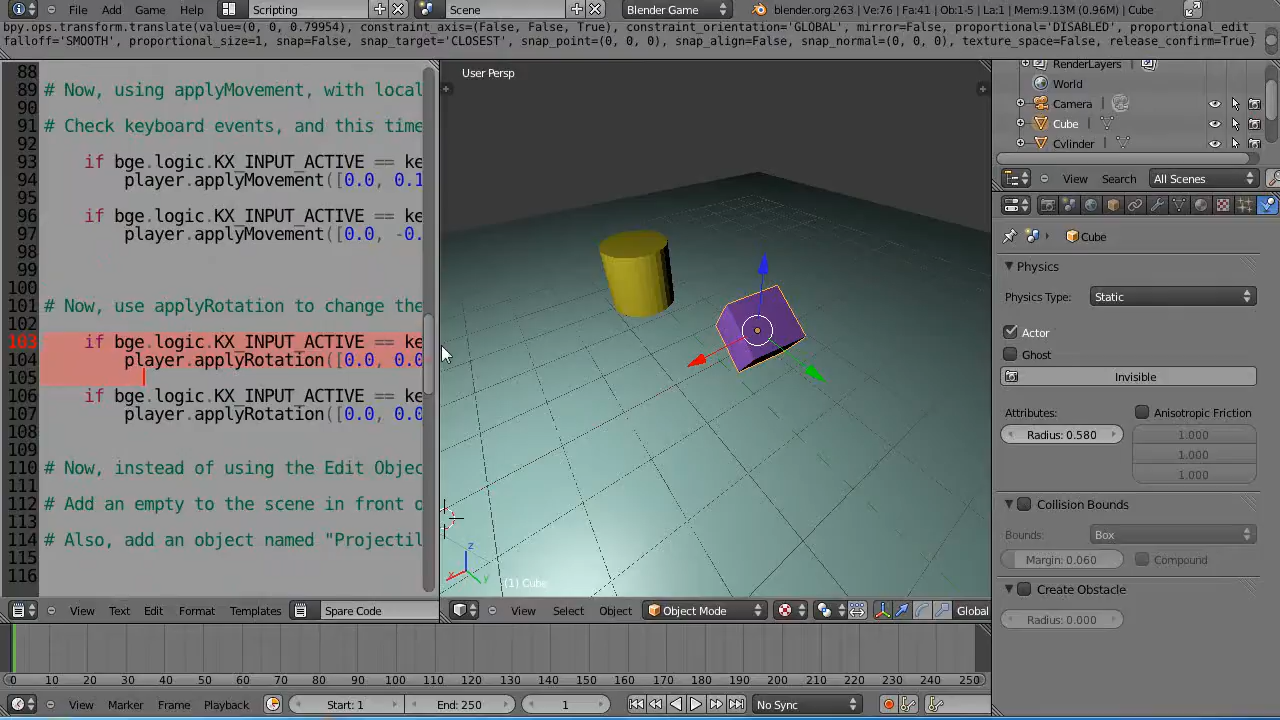 File Add Game Help Scripting Scene Blender Game blender.org 263 | Ve:76 | Fa:41 | Ob:1-5 | La:1 | Mem:9.13M (0.96M) | Cube
bpy.ops.transform.translate(value=(0, 0, 0.79954), constraint_axis=(False, False, True), constraint_orientation='GLOBAL', mirror=False, proportional='DISABLED', proportional_edit_
falloff='SMOOTH', proportional_size=1, snap=False, snap_target='CLOSEST', snap_point=(0, 0, 0), snap_align=False, snap_normal=(0, 0, 0), texture_space=False, release_confirm=True)
88
89 # Now, using applyMovement, with local
90
91 # Check keyboard events, and this time
92
93 if bge.logic.KX_INPUT_ACTIVE == ke
94 player.applyMovement([0.0, 0.1
95
96 if bge.logic.KX_INPUT_ACTIVE == ke
97 player.applyMovement([0.0, -0.
98
99
100
101 # Now, use applyRotation to change the
102
103 if bge.logic.KX_INPUT_ACTIVE == ke
104 player.applyRotation([0.0, 0.0
105
106 if bge.logic.KX_INPUT_ACTIVE == ke
107 player.applyRotation([0.0, 0.0
108
109
110 # Now, instead of using the Edit Objec
111
112 # Add an empty to the scene in front o
113
114 # Also, add an object named "Projectil
115
116
View Text Edit Format Templates Spare Code
User Persp
z
x
y
(1) Cube
View Select Object Object Mode Global
RenderLayers
World
Camera
Cube
Cylinder
View Search All Scenes
Cube
Physics
Physics Type: Static
Actor
Ghost
Invisible
Attributes: Anisotropic Friction
Radius: 0.580 1.000
1.000
1.000
Collision Bounds
Bounds: Box
Margin: 0.060 Compound
Create Obstacle
Radius: 0.000
0 10 20 30 40 50 60 70 80 90 100 110 120 130 140 150 160 170 180 190 200 210 220 230 240 250
View Marker Frame Playback Start: 1 End: 250 1 No Sync